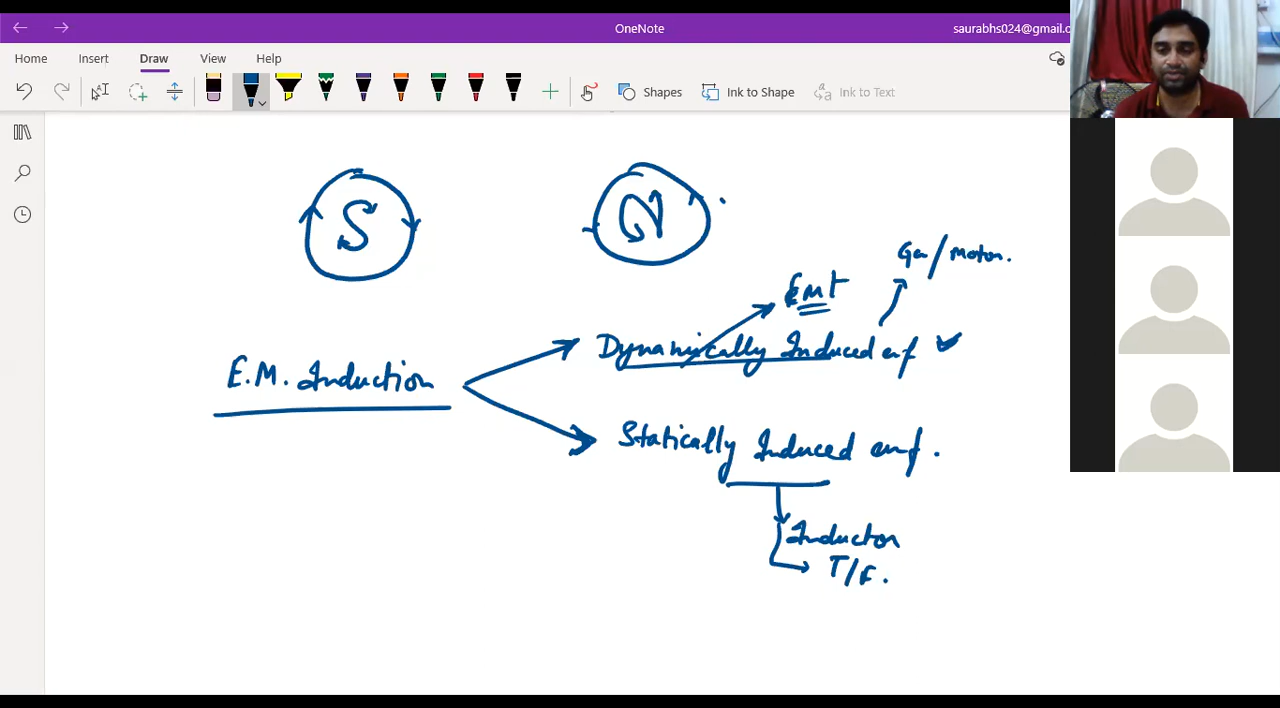 OneNote
saurabhs024@gmail.c
Home Insert Draw View Help
Shapes Ink to Shape Ink to Text
S N
Gen/Motor.
EMT
Dynamically Induced emf
E.M. Induction
Statically Induced emf.
Inductor
T/F.